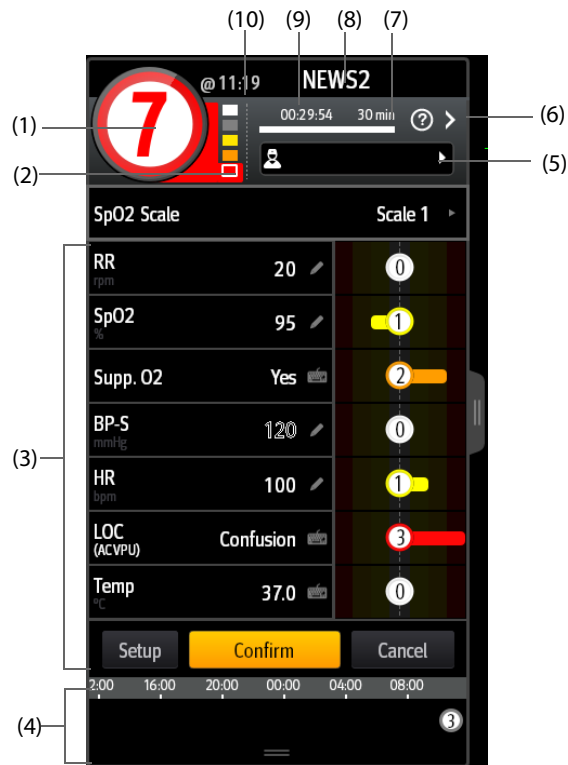 (10) (9) (8) (7)
@ 11:19 NEWS2
7
00:29:54 30 min ?
(1)
(2)
(6)
(5)
SpO2 Scale Scale 1
RR 20 0
rpm
SpO2 95 1
%
Supp. O2 Yes 2
BP-S 120 0
mmHg
(3)
HR 100 1
bpm
LOC Confusion 3
(ACVPU)
Temp 37.0 0
°C
Setup Confirm Cancel
2:00 16:00 20:00 00:00 04:00 08:00
(4)
3